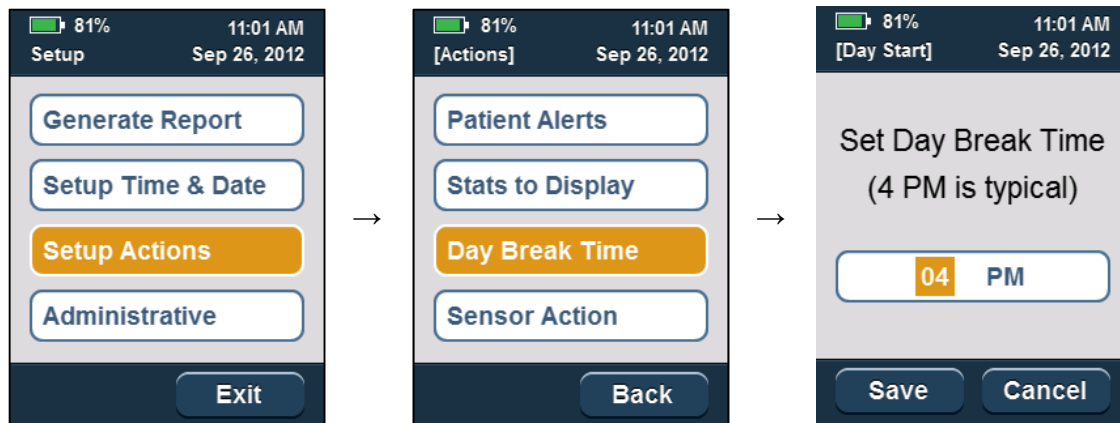 81% 11:01 AM
Setup Sep 26, 2012
Generate Report
Setup Time & Date
Setup Actions
Administrative
Exit
→
81% 11:01 AM
[Actions] Sep 26, 2012
Patient Alerts
Stats to Display
Day Break Time
Sensor Action
Back
→
81% 11:01 AM
[Day Start] Sep 26, 2012
Set Day Break Time
(4 PM is typical)
04 PM
Save Cancel